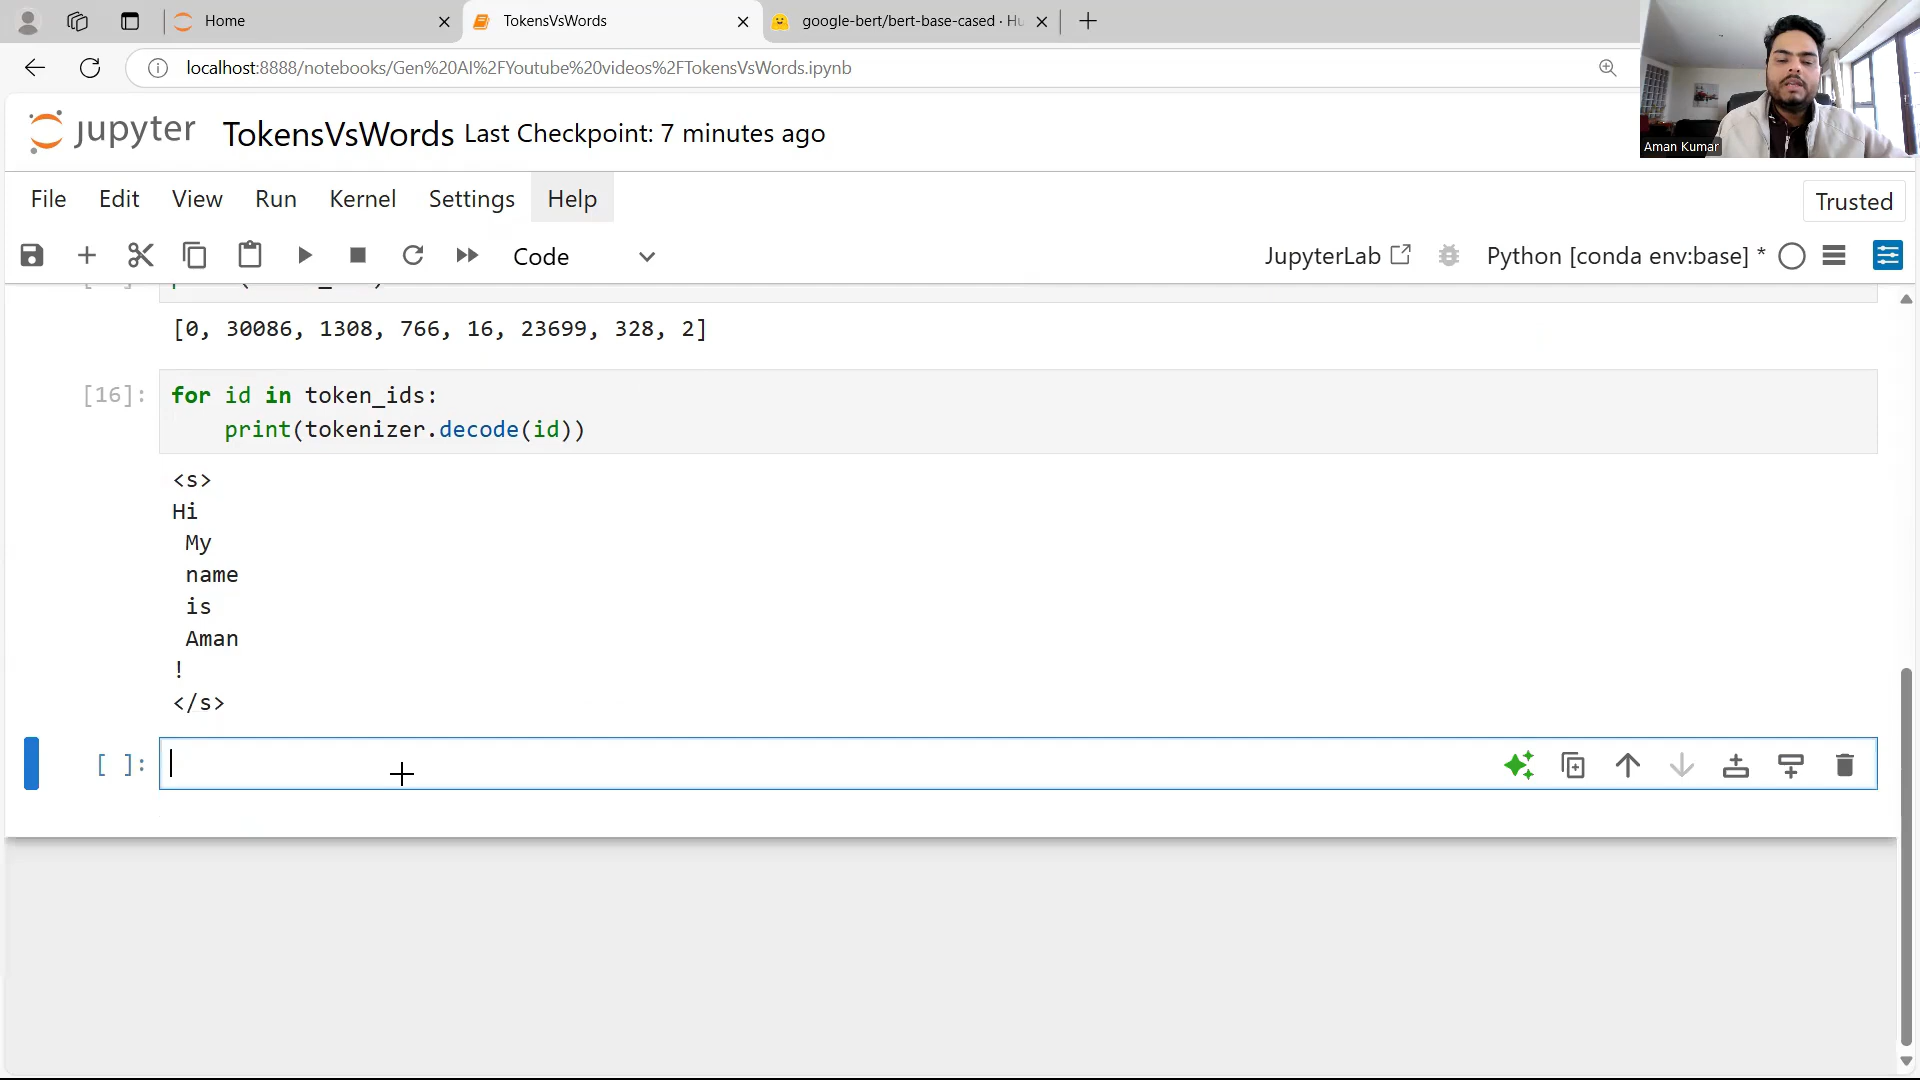 Home
TokensVsWords
google-bert/bert-base-cased · Hu
localhost:8888/notebooks/Gen%20AI%2FYoutube%20videos%2FTokensVsWords.ipynb
Aman Kumar
jupyter TokensVsWords Last Checkpoint: 7 minutes ago
File Edit View Run Kernel Settings Help
Trusted
Code
JupyterLab
Python [conda env:base] *
[0, 30086, 1308, 766, 16, 23699, 328, 2]
[16]: for id in token_ids:
print(tokenizer.decode(id))
<s>
Hi
My
name
is
Aman
!
</s>
[ ]: